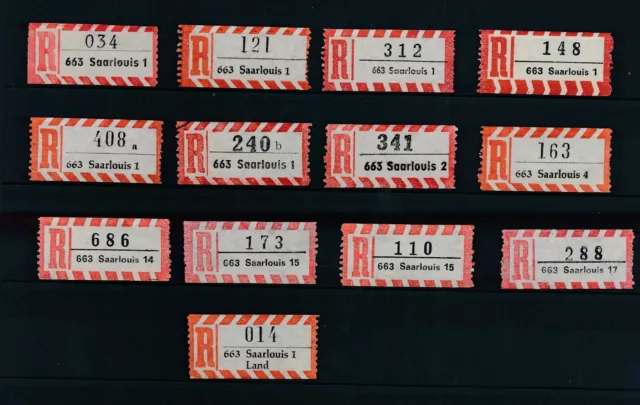 R 034
663 Saarlouis 1
R 121
663 Saarlouis 1
R 312
663 Saarlouis 1
R 148
663 Saarlouis 1
R 408 a
663 Saarlouis 1
R 240 b
663 Saarlouis 1
R 341
663 Saarlouis 2
R 163
663 Saarlouis 4
R 686
663 Saarlouis 14
R 173
663 Saarlouis 15
R 110
663 Saarlouis 15
R 288
663 Saarlouis 17
R 014
663 Saarlouis 1
Land